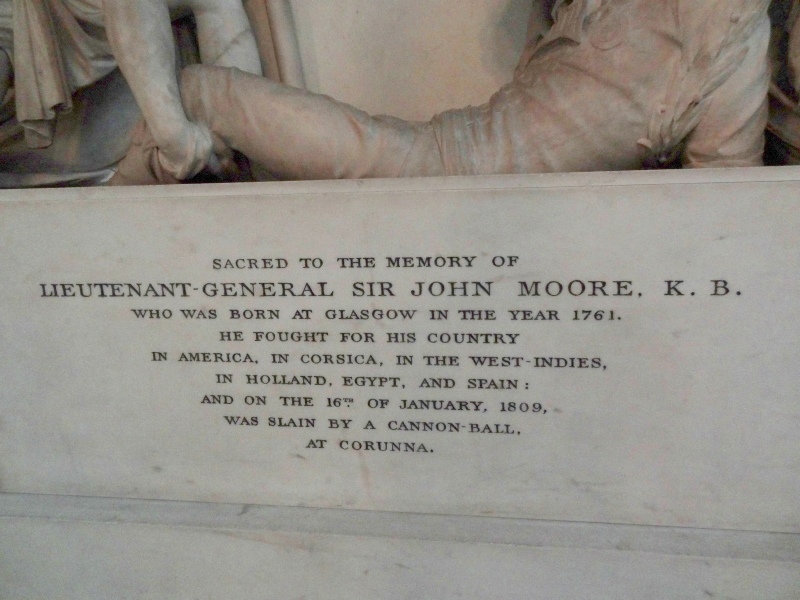 SACRED TO THE MEMORY OF
LIEUTENANT-GENERAL SIR JOHN MOORE, K. B.
WHO WAS BORN AT GLASGOW IN THE YEAR 1761.
HE FOUGHT FOR HIS COUNTRY
IN AMERICA, IN CORSICA, IN THE WEST-INDIES,
IN HOLLAND, EGYPT, AND SPAIN:
AND ON THE 16TH. OF JANUARY, 1809,
WAS SLAIN BY A CANNON-BALL,
AT CORUNNA.